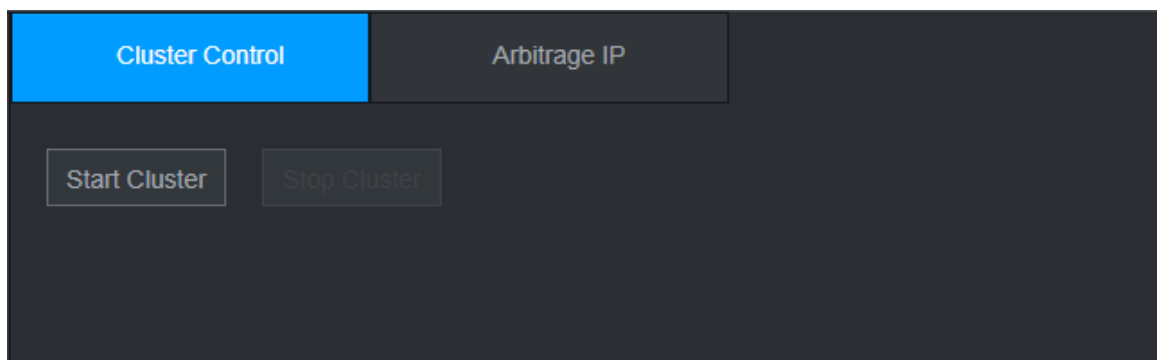 Cluster Control
Arbitrage IP
Start Cluster
Stop Cluster